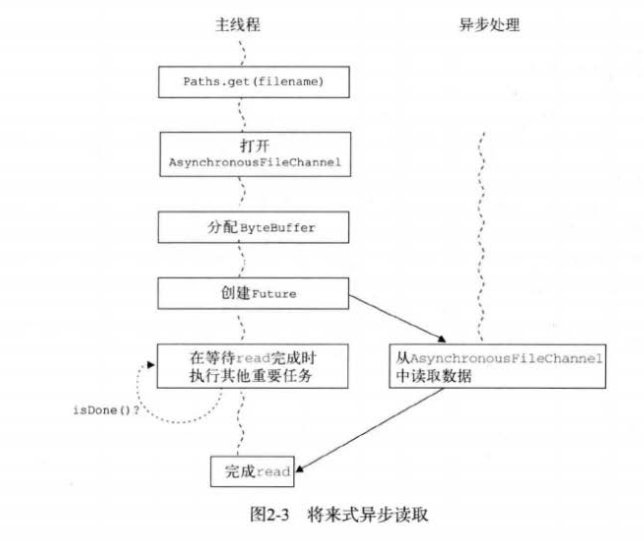 主线程
异步处理
Paths.get(filename)
打开
AsynchronousFileChannel
分配ByteBuffer
创建Future
在等待read完成时
执行其他重要任务
从AsynchronousFileChannel
中读取数据
isDone()?
完成read
图2-3 将来式异步读取